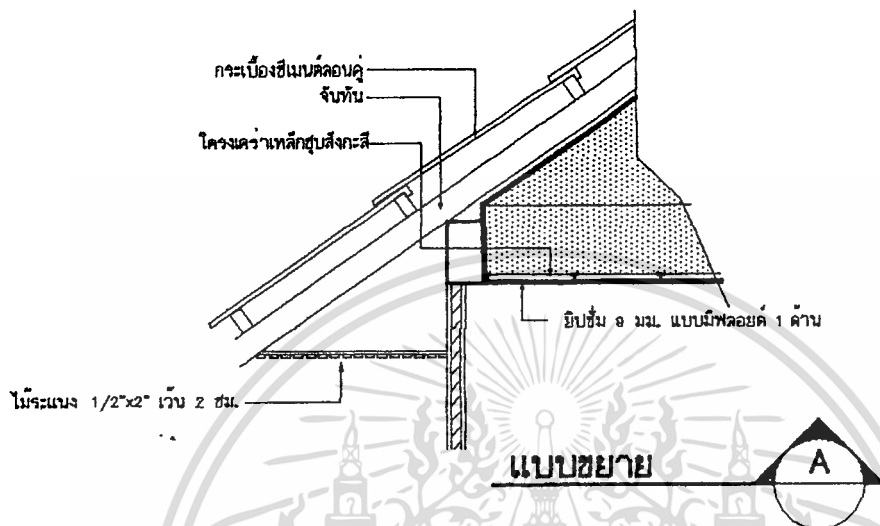 กระเบื้องซีเมนต์ลอนคู่
จันทัน
โครงเคร่าเหล็กชุบสังกะสี
ยิปซั่ม 9 มม. แบบมีฟลอยด์ 1 ด้าน
ไม้ระแนง 1/2"x2" เว้น 2 ซม.
แบบขยาย
A